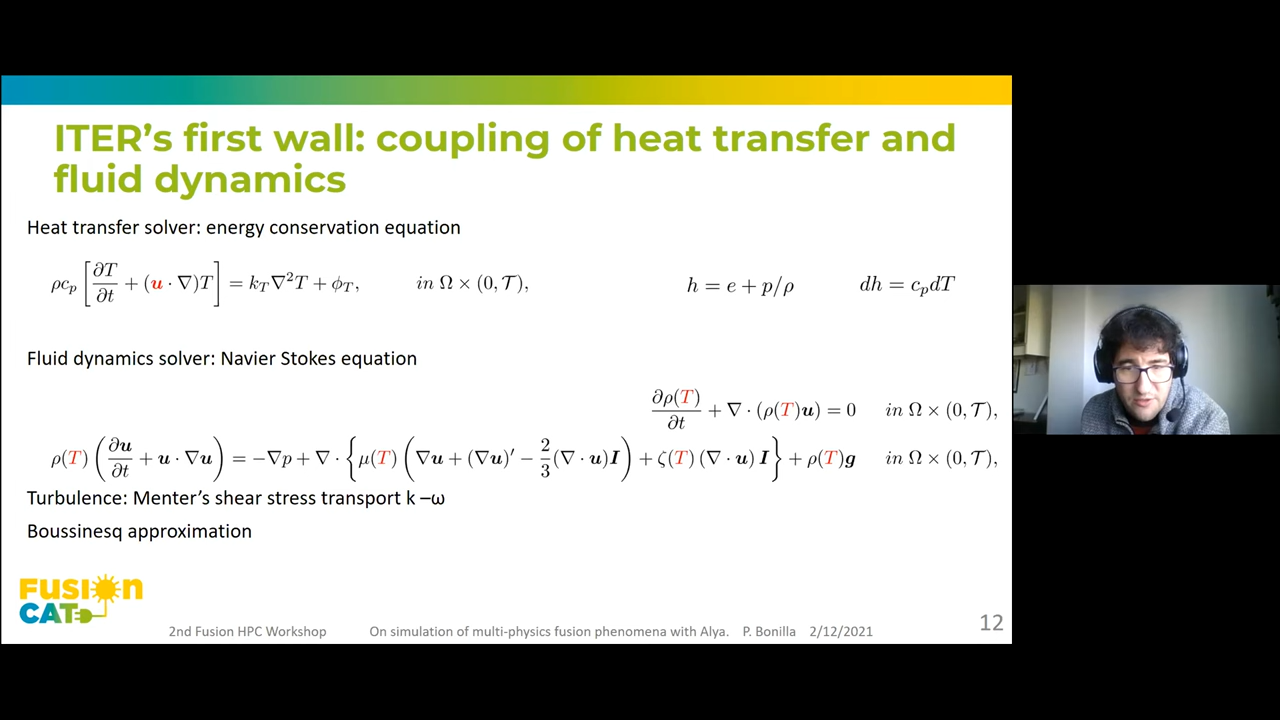 ITER's first wall: coupling of heat transfer and
fluid dynamics
Heat transfer solver: energy conservation equation
ρc_p [∂T/∂t + (u · ∇)T] = k_T∇²T + ϕ_T,   in Ω × (0, 𝒯),   h = e + p/ρ   dh = c_p dT
Fluid dynamics solver: Navier Stokes equation
∂ρ(T)/∂t + ∇ · (ρ(T)u) = 0   in Ω × (0, 𝒯),
ρ(T) (∂u/∂t + u · ∇u) = −∇p + ∇ · {μ(T) (∇u + (∇u)′ − 2/3(∇ · u)I) + ζ(T) (∇ · u) I} + ρ(T)g   in Ω × (0, 𝒯),
Turbulence: Menter's shear stress transport k –ω
Boussinesq approximation
FUSION
CAT
2nd Fusion HPC Workshop   On simulation of multi-physics fusion phenomena with Alya.   P. Bonilla   2/12/2021   12